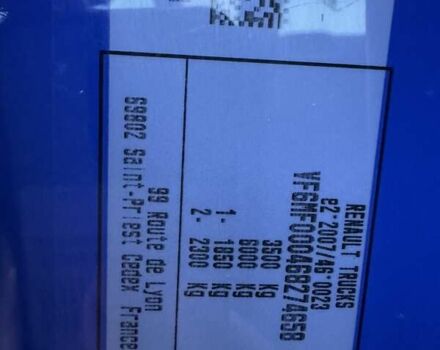 RENAULT TRUCKS
e2*2007/46*0023
VF6MF000468274658
3500 Kg
6000 Kg
1- 1850 Kg
2- 2300 Kg
99 Route de Lyon
69802 Saint-Priest Cedex France